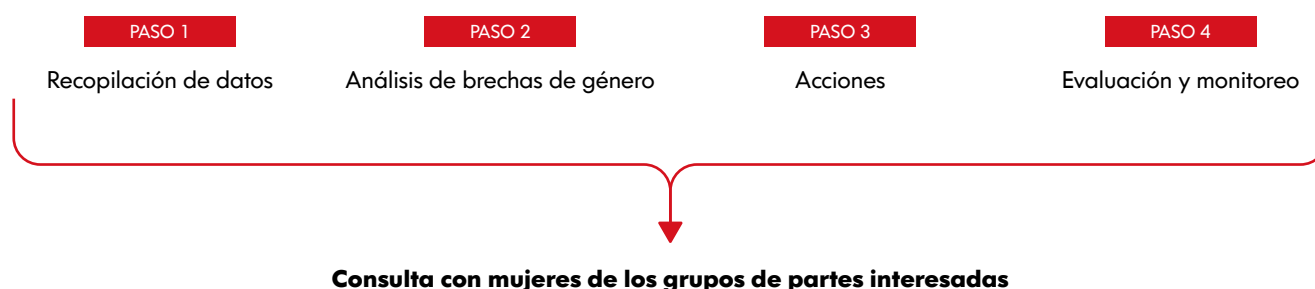 PASO 1
PASO 2
PASO 3
PASO 4
Recopilación de datos
Análisis de brechas de género
Acciones
Evaluación y monitoreo
Consulta con mujeres de los grupos de partes interesadas